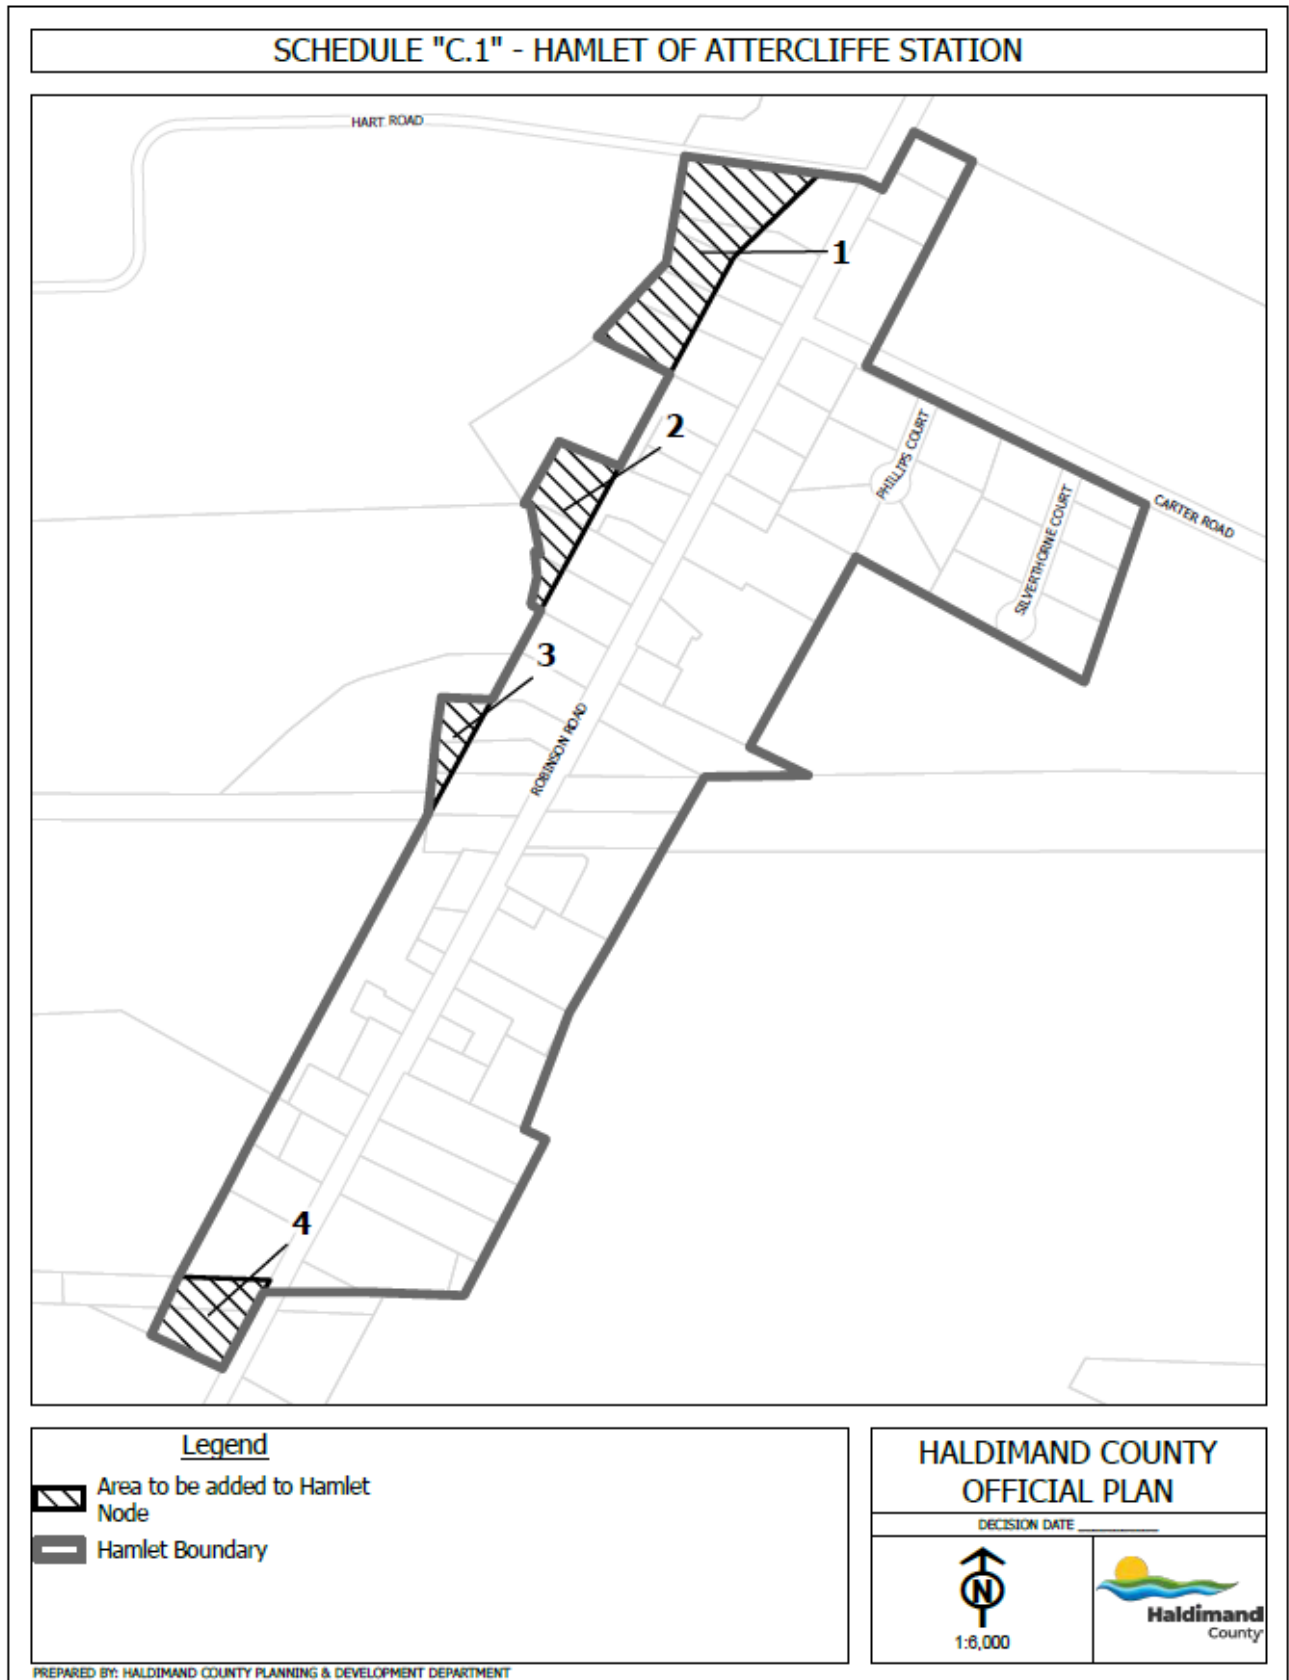 SCHEDULE "C.1" - HAMLET OF ATTERCLIFFE STATION
HART ROAD
1
2
PHILLIPS COURT
SILVERTHORNE COURT
CARTER ROAD
3
ROBINSON ROAD
4
Legend
Area to be added to Hamlet
Node
Hamlet Boundary
HALDIMAND COUNTY
OFFICIAL PLAN
DECISION DATE ___________
N
1:6,000
Haldimand
County
PREPARED BY: HALDIMAND COUNTY PLANNING & DEVELOPMENT DEPARTMENT